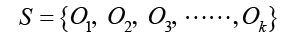 S = {O₁, O₂, O₃, ······, Oₖ}